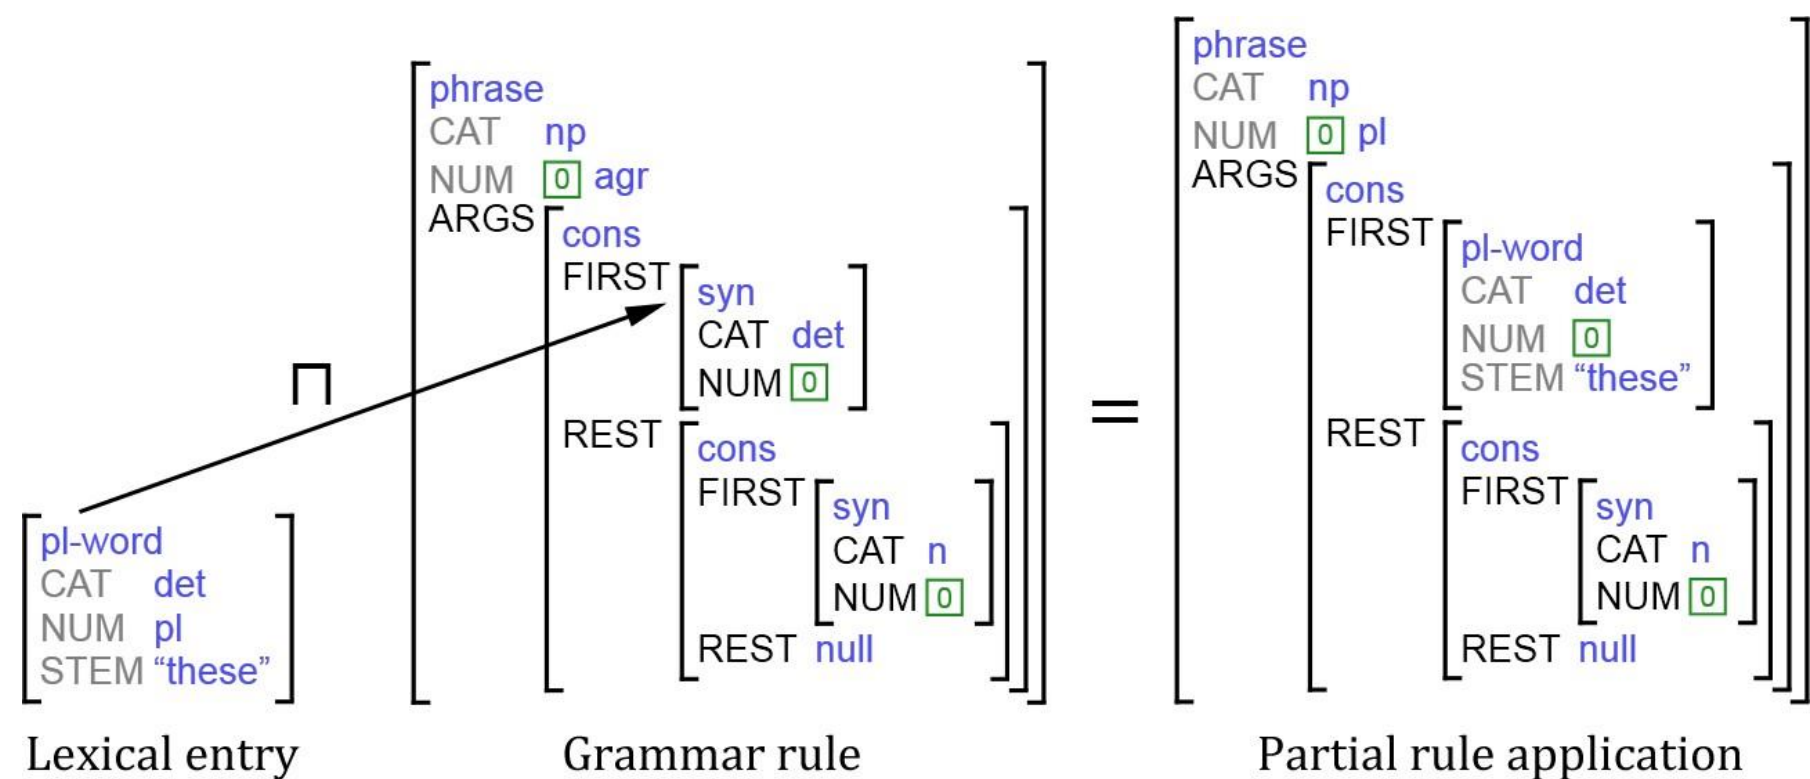 pl-word
CAT det
NUM pl
STEM “these”
Lexical entry
⊓
phrase
CAT np
NUM 0 agr
ARGS
cons
FIRST
syn
CAT det
NUM 0
REST
cons
FIRST
syn
CAT n
NUM 0
REST null
Grammar rule
=
phrase
CAT np
NUM 0 pl
ARGS
cons
FIRST
pl-word
CAT det
NUM 0
STEM “these”
REST
cons
FIRST
syn
CAT n
NUM 0
REST null
Partial rule application